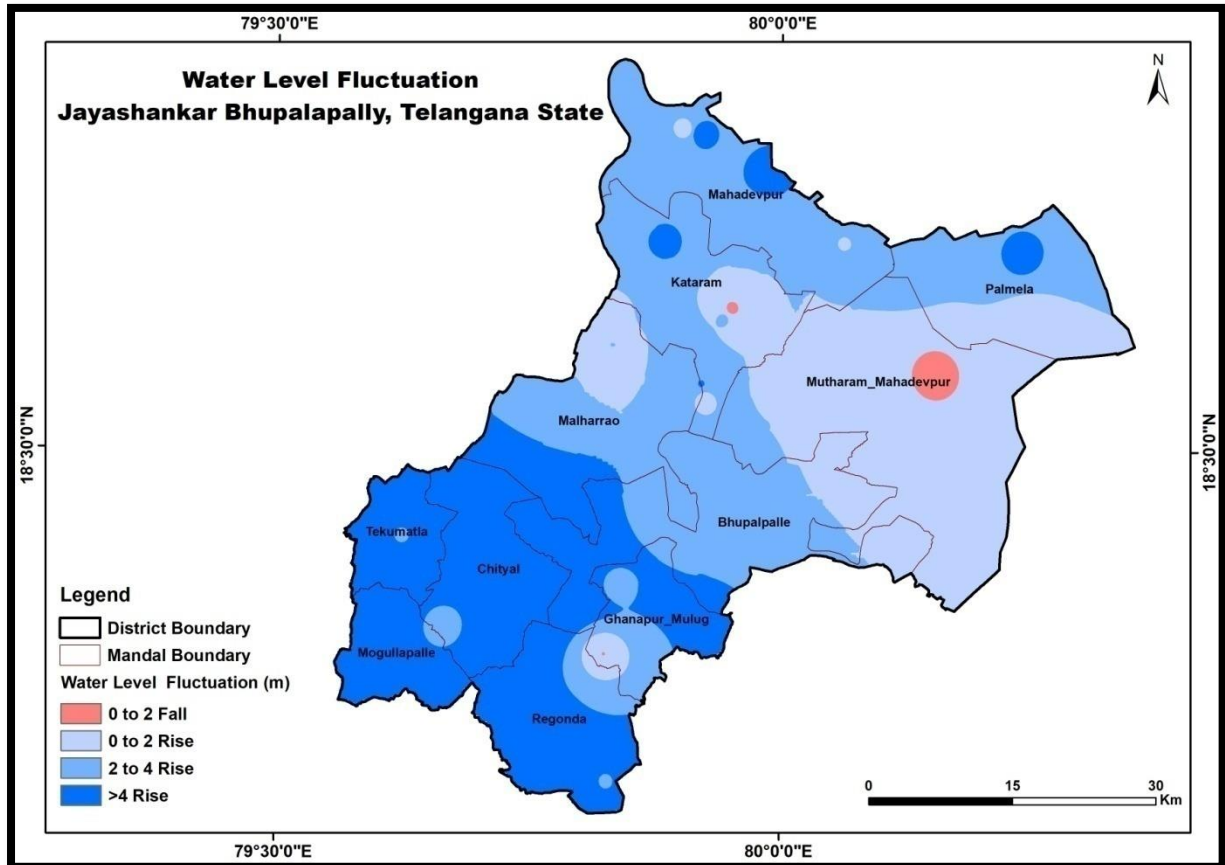 79°30'0"E
80°0'0"E
Water Level Fluctuation
Jayashankar Bhupalapally, Telangana State
N
Mahadevpur
Kataram
Palmela
Mutharam_Mahadevpur
Malharrao
18°30'0"N
18°30'0"N
Bhupalpalle
Tekumatla
Chityal
Ghanapur_Mulug
Mogullapalle
Regonda
Legend
District Boundary
Mandal Boundary
Water Level Fluctuation (m)
0 to 2 Fall
0 to 2 Rise
2 to 4 Rise
>4 Rise
0 15 30
Km
79°30'0"E
80°0'0"E